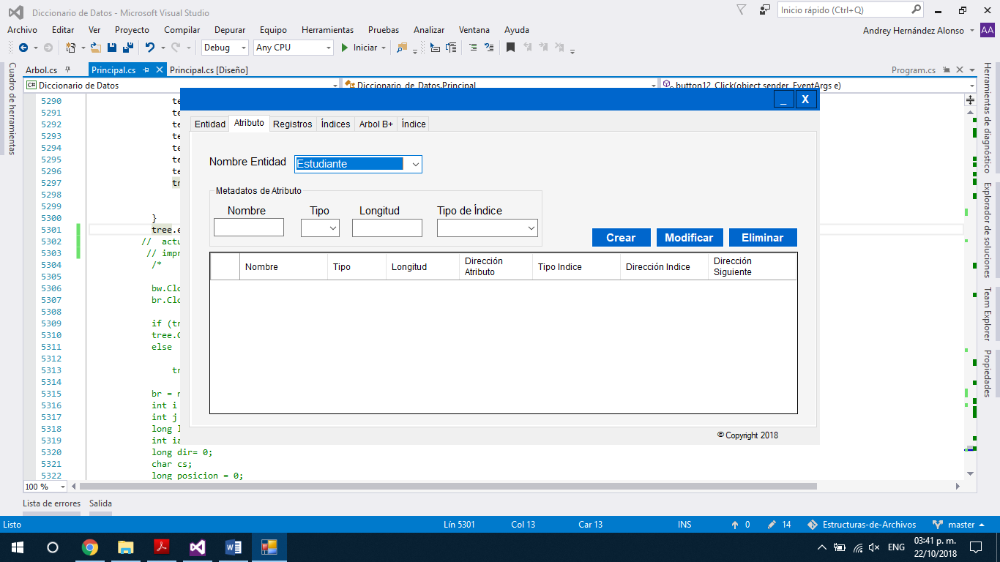 Diccionario de Datos - Microsoft Visual Studio
Inicio rápido (Ctrl+Q)
Archivo Editar Ver Proyecto Compilar Depurar Equipo Herramientas Pruebas Analizar Ventana Ayuda
Andrey Hernández Alonso AA
Debug Any CPU Iniciar
Arbol.cs Principal.cs Principal.cs [Diseño] Program.cs
Cuadro de herramientas
C# Diccionario de Datos Diccionario_de_Datos.Principal button12_Click(object sender, EventArgs e)
_ X
Entidad Atributo Registros Índices Arbol B+ Índice
Nombre Entidad Estudiante
Metadatos de Atributo
Nombre Tipo Longitud Tipo de Índice
Crear Modificar Eliminar
Nombre Tipo Longitud Dirección Atributo Tipo Indice Dirección Indice Dirección Siguiente
© Copyright 2018
5290 te
5291 te
5292 te
5293 te
5294 te
5295 te
5296 te
5297 tr
5298
5299
5300 }
5301 tree.e
5302 // actu
5303 // impr
5304 /*
5305
5306 bw.Clo
5307 br.Clo
5308
5309 if (tr
5310 tree.C
5311 else
5312
5313 tr
5314
5315 br = n
5316 int i
5317 int j
5318 long l
5319 int ia
5320 long dir= 0;
5321 char cs;
5322 long posicion = 0;
Herramientas de diagnóstico
Explorador de soluciones
Team Explorer
Propiedades
100 %
Lista de errores Salida
Listo Lín 5301 Col 13 Car 13 INS 0 14 Estructuras-de-Archivos master
ENG 03:41 p. m.
22/10/2018